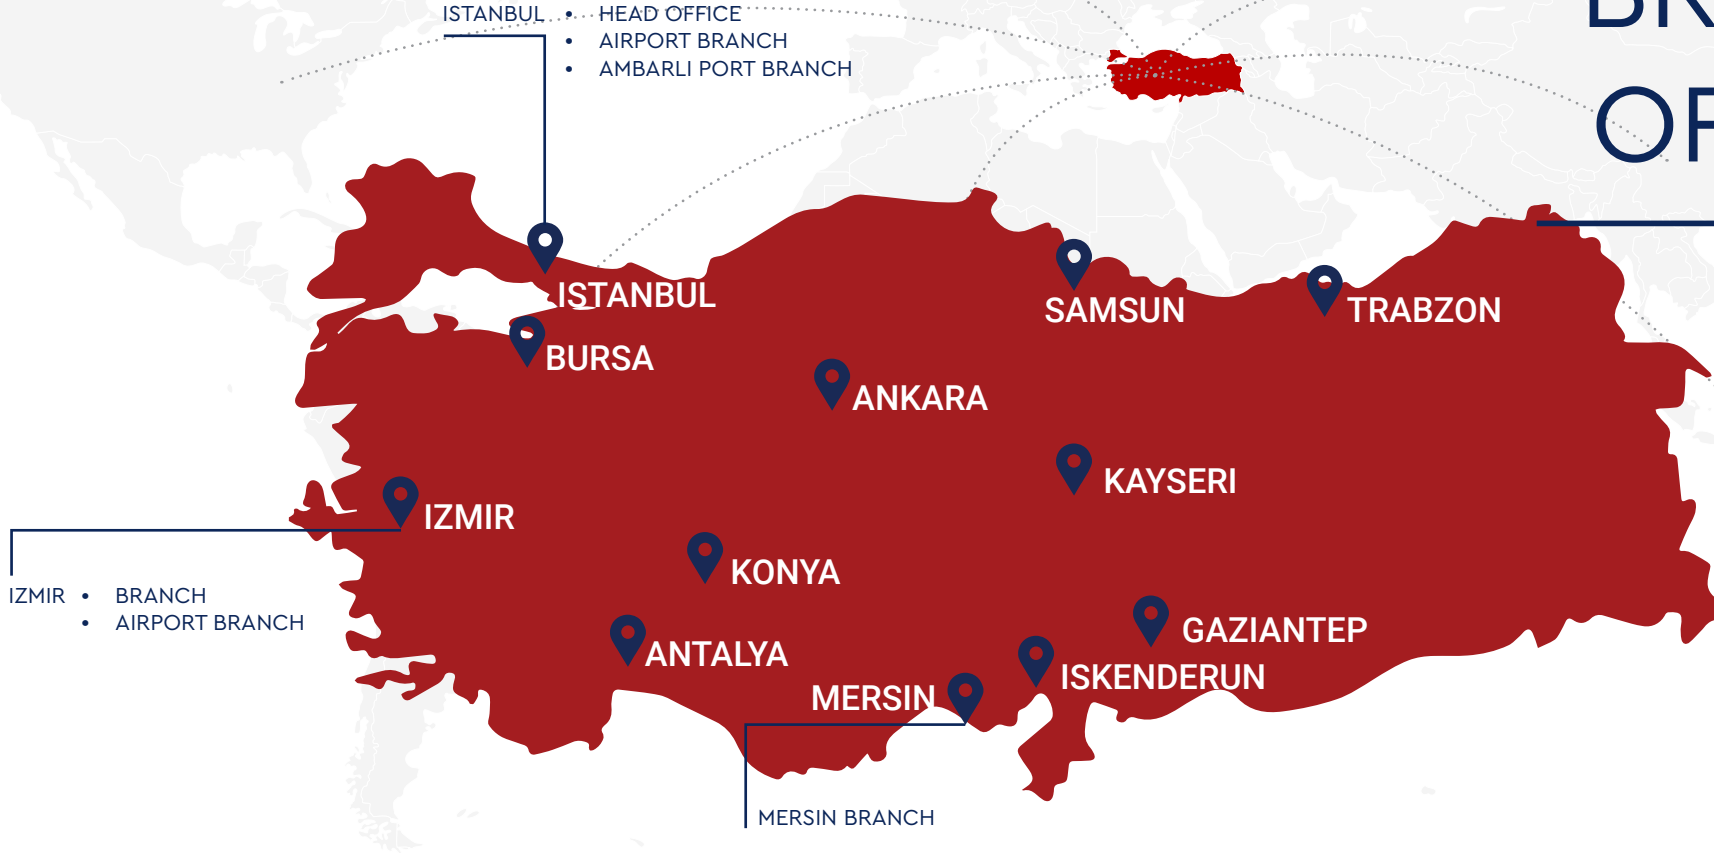 ISTANBUL • HEAD OFFICE
• AIRPORT BRANCH
• AMBARLI PORT BRANCH
ISTANBUL
SAMSUN
TRABZON
BURSA
ANKARA
KAYSERI
IZMIR
KONYA
IZMIR • BRANCH
• AIRPORT BRANCH
GAZIANTEP
ANTALYA
ISKENDERUN
MERSIN
MERSIN BRANCH